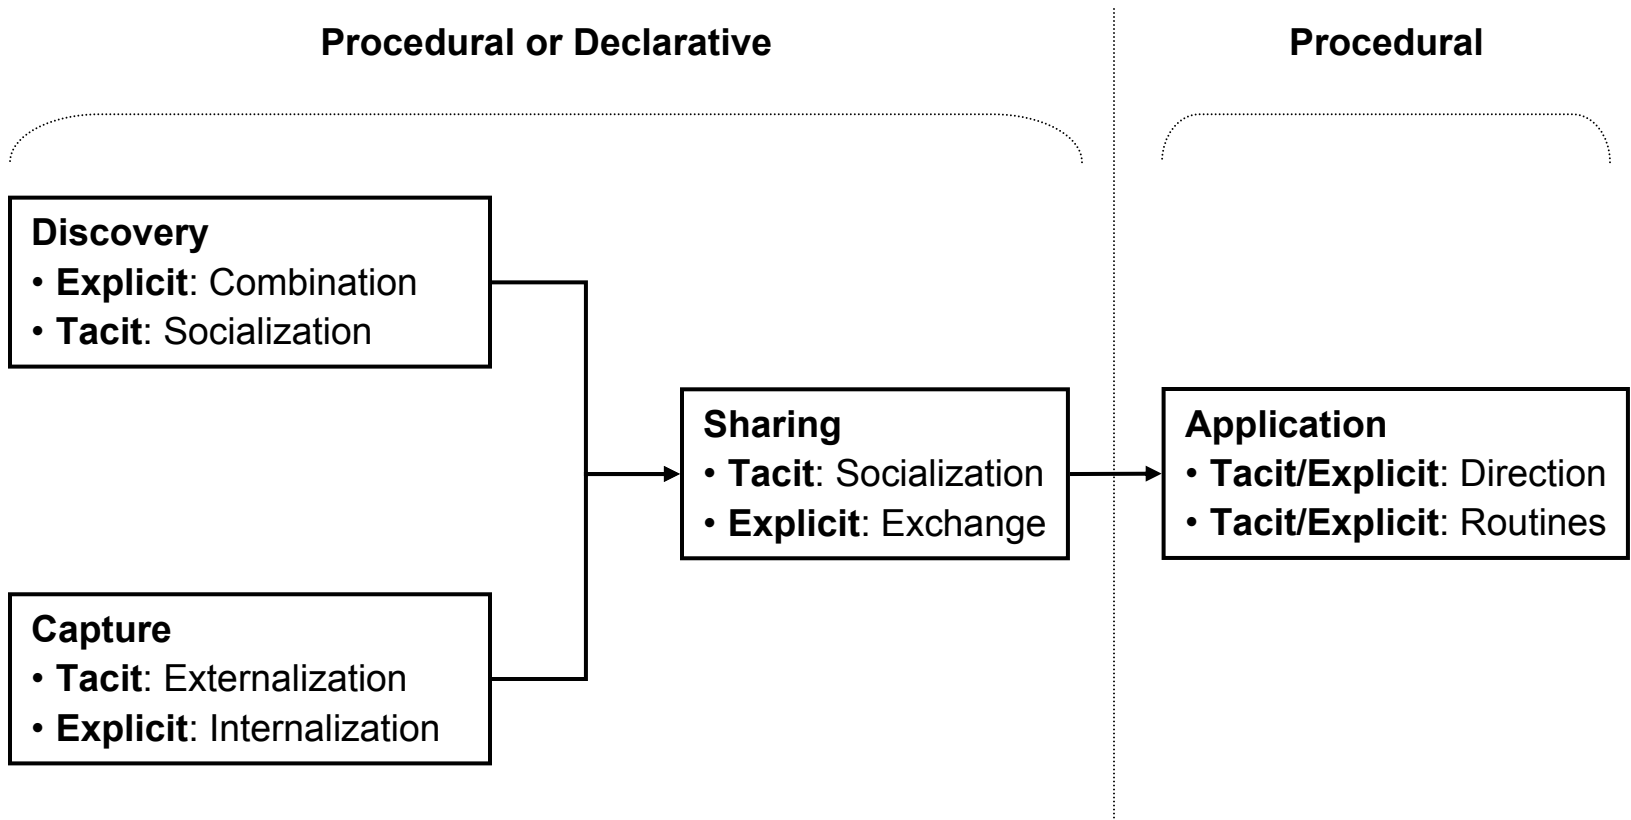 Procedural or Declarative
Procedural
Discovery
• Explicit: Combination
• Tacit: Socialization
Sharing
• Tacit: Socialization
• Explicit: Exchange
Application
• Tacit/Explicit: Direction
• Tacit/Explicit: Routines
Capture
• Tacit: Externalization
• Explicit: Internalization